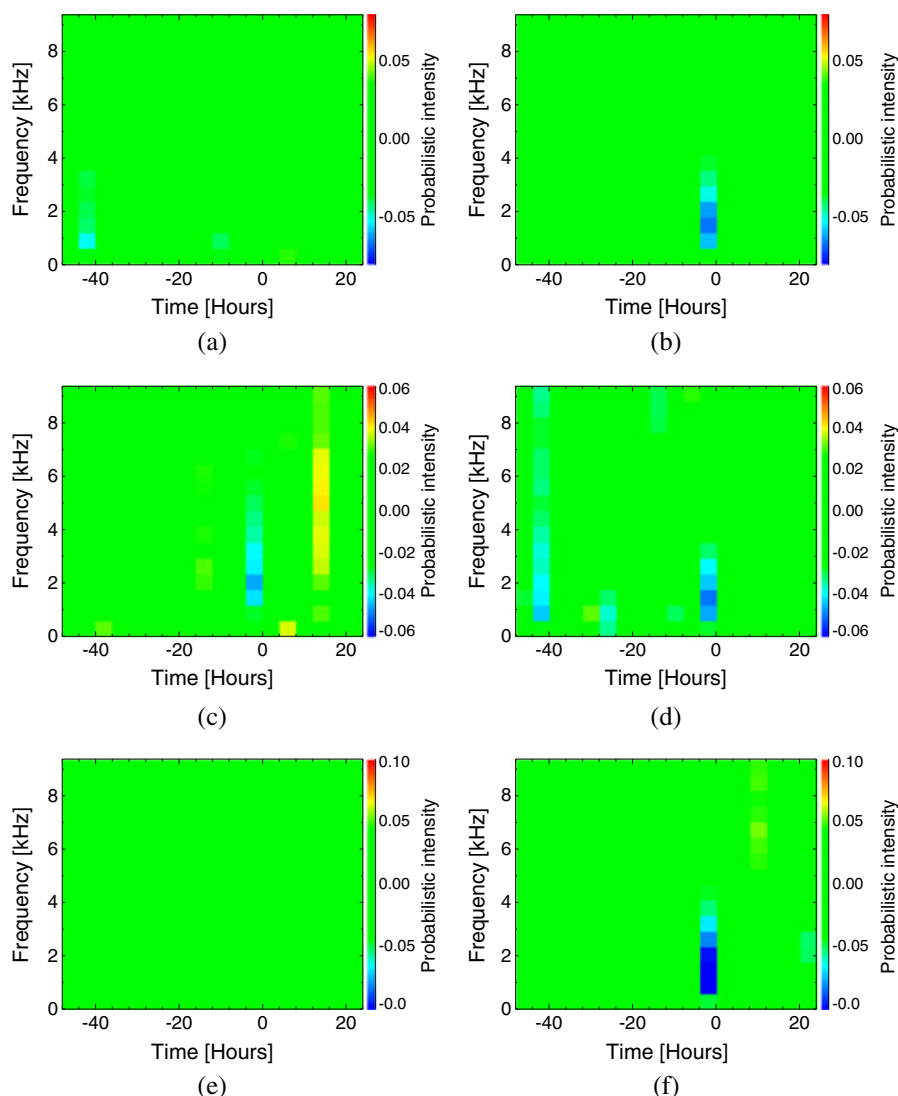 8
6
4
2
0
Frequency [kHz]
-40 -20 0 20
Time [Hours]
0.05
0.00
-0.05
Probabilistic intensity
(a)
8
6
4
2
0
Frequency [kHz]
-40 -20 0 20
Time [Hours]
0.05
0.00
-0.05
Probabilistic intensity
(b)
8
6
4
2
0
Frequency [kHz]
-40 -20 0 20
Time [Hours]
0.06
0.04
0.02
0.00
-0.02
-0.04
-0.06
Probabilistic intensity
(c)
8
6
4
2
0
Frequency [kHz]
-40 -20 0 20
Time [Hours]
0.06
0.04
0.02
0.00
-0.02
-0.04
-0.06
Probabilistic intensity
(d)
8
6
4
2
0
Frequency [kHz]
-40 -20 0 20
Time [Hours]
0.10
0.05
0.00
-0.05
-0.0
Probabilistic intensity
(e)
8
6
4
2
0
Frequency [kHz]
-40 -20 0 20
Time [Hours]
0.10
0.05
0.00
-0.05
-0.0
Probabilistic intensity
(f)